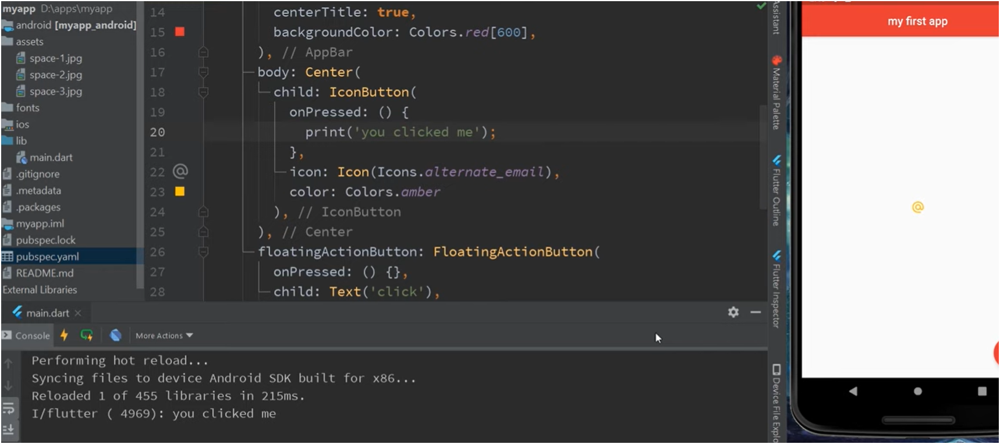 myapp D:\apps\myapp
android [myapp_android]
assets
space-1.jpg
space-2.jpg
space-3.jpg
fonts
ios
lib
main.dart
.gitignore
.metadata
.packages
myapp.iml
pubspec.lock
pubspec.yaml
README.md
External Libraries
14 centerTitle: true,
15 backgroundColor: Colors.red[600],
16 ), // AppBar
17 body: Center(
18 child: IconButton(
19 onPressed: () {
20 print('you clicked me');
21 },
22 icon: Icon(Icons.alternate_email),
23 color: Colors.amber
24 ), // IconButton
25 ), // Center
26 floatingActionButton: FloatingActionButton(
27 onPressed: () {},
28 child: Text('click'),
main.dart
Console
More Actions
Performing hot reload...
Syncing files to device Android SDK built for x86...
Reloaded 1 of 455 libraries in 215ms.
I/flutter ( 4969): you clicked me
Assistant
Material Palette
Flutter Outline
Flutter Inspector
Device File Explo
my first app
@